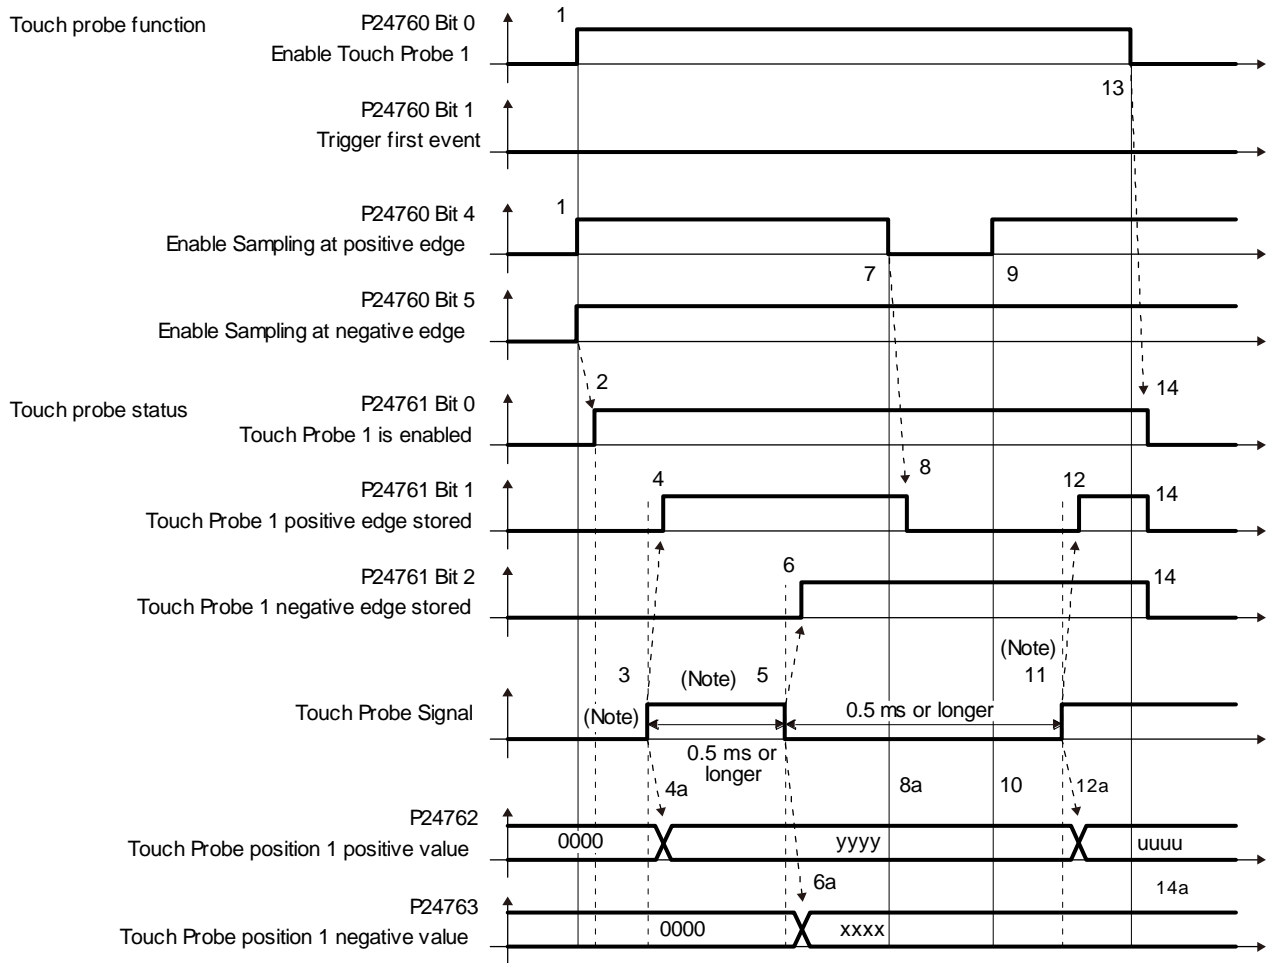 Touch probe function
P24760 Bit 0
Enable Touch Probe 1
1
13
P24760 Bit 1
Trigger first event
P24760 Bit 4
Enable Sampling at positive edge
1
7
9
P24760 Bit 5
Enable Sampling at negative edge
2
Touch probe status
P24761 Bit 0
Touch Probe 1 is enabled
14
P24761 Bit 1
Touch Probe 1 positive edge stored
4
8
12
14
P24761 Bit 2
Touch Probe 1 negative edge stored
6
14
Touch Probe Signal
3
(Note)
(Note)
5
(Note)
11
0.5 ms or
longer
0.5 ms or longer
4a
8a
10
12a
P24762
Touch Probe position 1 positive value
0000
yyyy
uuuu
6a
14a
P24763
Touch Probe position 1 negative value
0000
xxxx